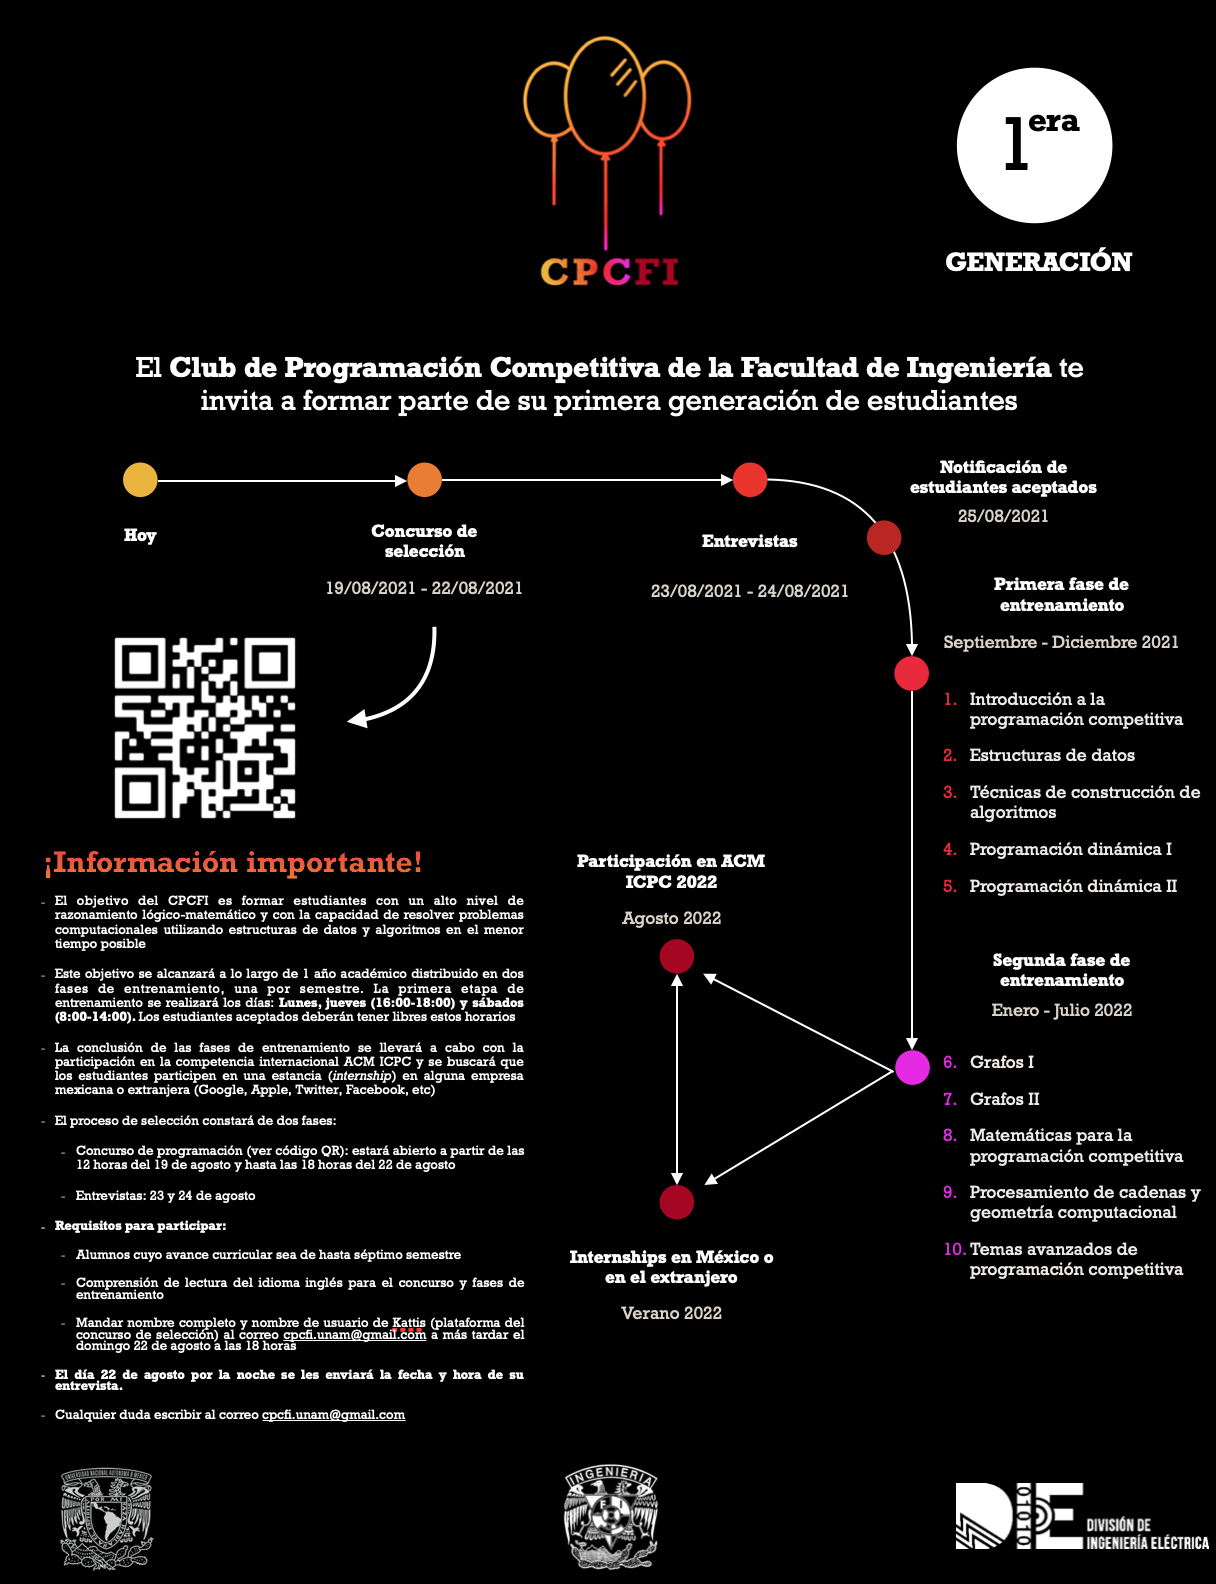 CPCFI
1era
GENERACIÓN
El Club de Programación Competitiva de la Facultad de Ingeniería te
invita a formar parte de su primera generación de estudiantes
Hoy
Concurso de
selección
19/08/2021 - 22/08/2021
Entrevistas
23/08/2021 - 24/08/2021
Notificación de
estudiantes aceptados
25/08/2021
Primera fase de
entrenamiento
Septiembre - Diciembre 2021
1. Introducción a la
programación competitiva
2. Estructuras de datos
3. Técnicas de construcción de
algoritmos
4. Programación dinámica I
5. Programación dinámica II
Segunda fase de
entrenamiento
Enero - Julio 2022
6. Grafos I
7. Grafos II
8. Matemáticas para la
programación competitiva
9. Procesamiento de cadenas y
geometría computacional
10. Temas avanzados de
programación competitiva
Participación en ACM
ICPC 2022
Agosto 2022
Internships en México o
en el extranjero
Verano 2022
¡Información importante!
- El objetivo del CPCFI es formar estudiantes con un alto nivel de
razonamiento lógico-matemático y con la capacidad de resolver problemas
computacionales utilizando estructuras de datos y algoritmos en el menor
tiempo posible
- Este objetivo se alcanzará a lo largo de 1 año académico distribuido en dos
fases de entrenamiento, una por semestre. La primera etapa de
entrenamiento se realizará los días: Lunes, jueves (16:00-18:00) y sábados
(8:00-14:00). Los estudiantes aceptados deberán tener libres estos horarios
- La conclusión de las fases de entrenamiento se llevará a cabo con la
participación en la competencia internacional ACM ICPC y se buscará que
los estudiantes participen en una estancia (internship) en alguna empresa
mexicana o extranjera (Google, Apple, Twitter, Facebook, etc)
- El proceso de selección constará de dos fases:
- Concurso de programación (ver código QR): estará abierto a partir de las
12 horas del 19 de agosto y hasta las 18 horas del 22 de agosto
- Entrevistas: 23 y 24 de agosto
- Requisitos para participar:
- Alumnos cuyo avance curricular sea de hasta séptimo semestre
- Comprensión de lectura del idioma inglés para el concurso y fases de
entrenamiento
- Mandar nombre completo y nombre de usuario de Kattis (plataforma del
concurso de selección) al correo cpcfi.unam@gmail.com a más tardar el
domingo 22 de agosto a las 18 horas
- El día 22 de agosto por la noche se les enviará la fecha y hora de su
entrevista.
- Cualquier duda escribir al correo cpcfi.unam@gmail.com
UNIVERSIDAD NACIONAL AUTONOMA DE MEXICO
POR MI
INGENIERIA
F I
DIE
010101010
DIVISIÓN DE
INGENIERÍA ELÉCTRICA